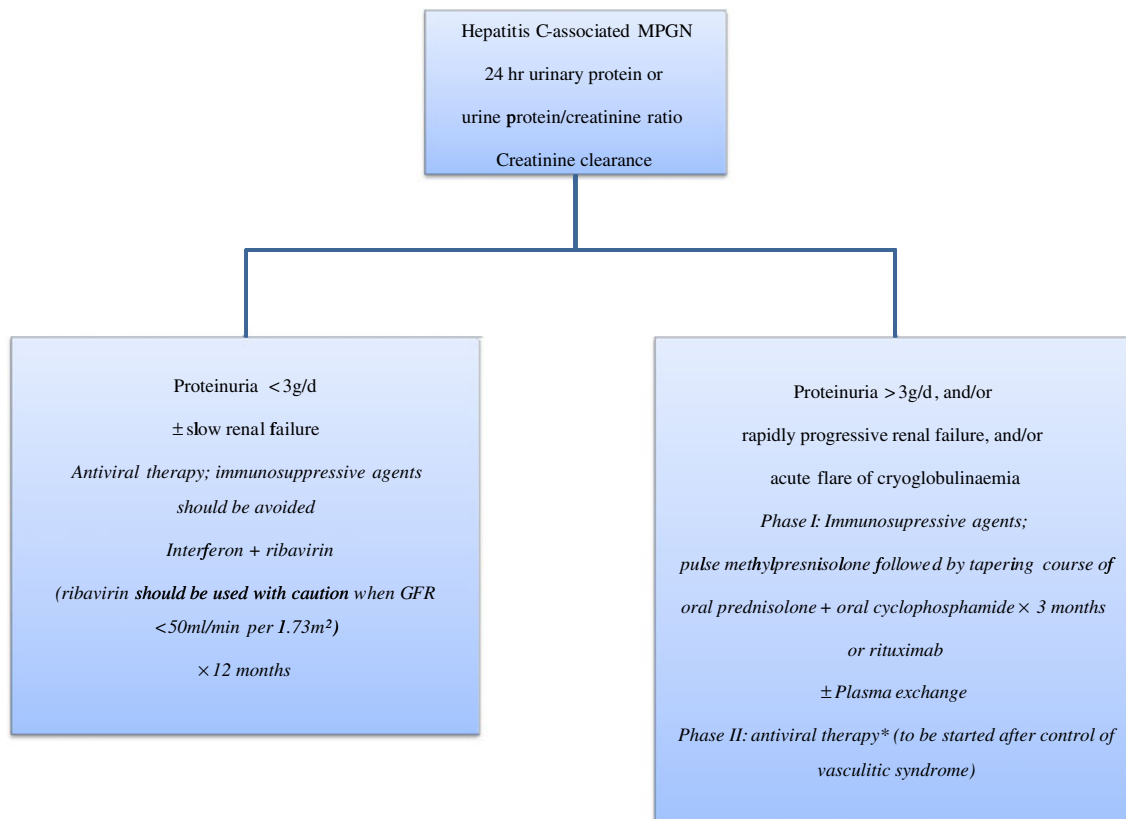 Hepatitis C-associated MPGN
24 hr urinary protein or
urine protein/creatinine ratio
Creatinine clearance
Proteinuria <3g/d
± slow renal failure
Antiviral therapy; immunosuppressive agents
should be avoided
Interferon + ribavirin
(ribavirin should be used with caution when GFR
<50ml/min per 1.73m²)
×12 months
Proteinuria >3g/d, and/or
rapidly progressive renal failure, and/or
acute flare of cryoglobulinaemia
Phase I: Immunosupressive agents;
pulse methylpresnisolone followed by tapering course of
oral prednisolone + oral cyclophosphamide × 3 months
or rituximab
± Plasma exchange
Phase II: antiviral therapy* (to be started after control of
vasculitic syndrome)